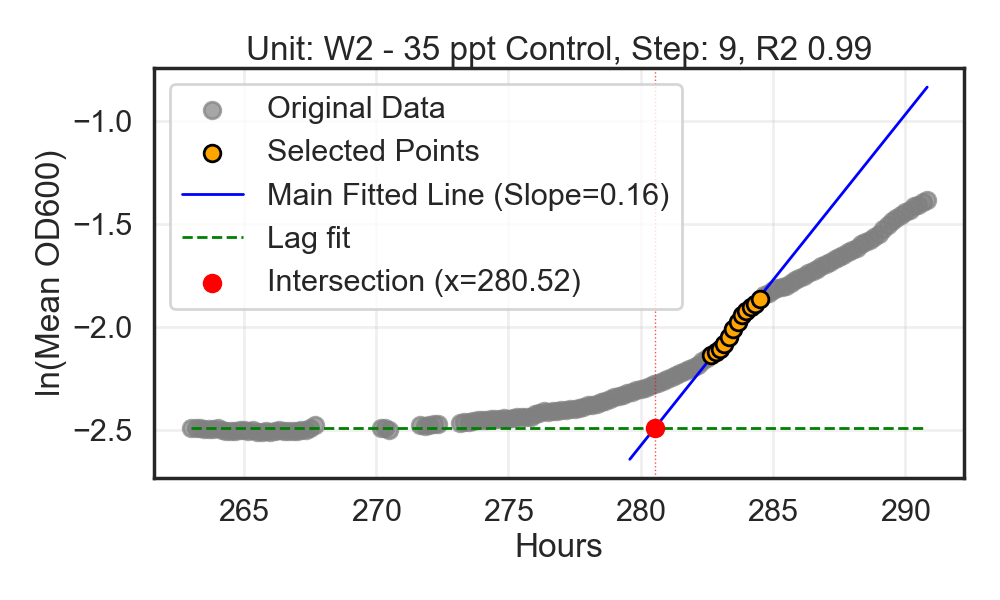 Unit: W2 - 35 ppt Control, Step: 9, R2 0.99
Original Data
Selected Points
Main Fitted Line (Slope=0.16)
Lag fit
Intersection (x=280.52)
ln(Mean OD600)
−1.0
−1.5
−2.0
−2.5
265 270 275 280 285 290
Hours